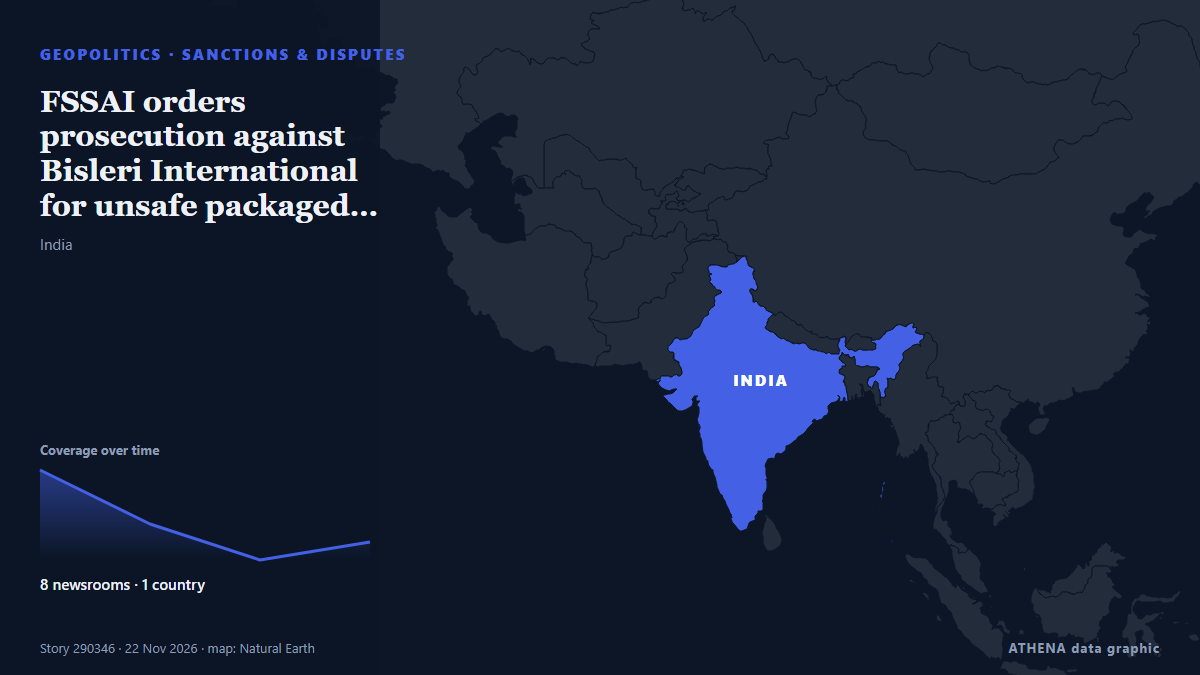 GEOPOLITICS · SANCTIONS & DISPUTES
FSSAI orders
prosecution against
Bisleri International
for unsafe packaged...
India
INDIA
Coverage over time
8 newsrooms · 1 country
Story 290346 · 22 Nov 2026 · map: Natural Earth
ATHENA data graphic